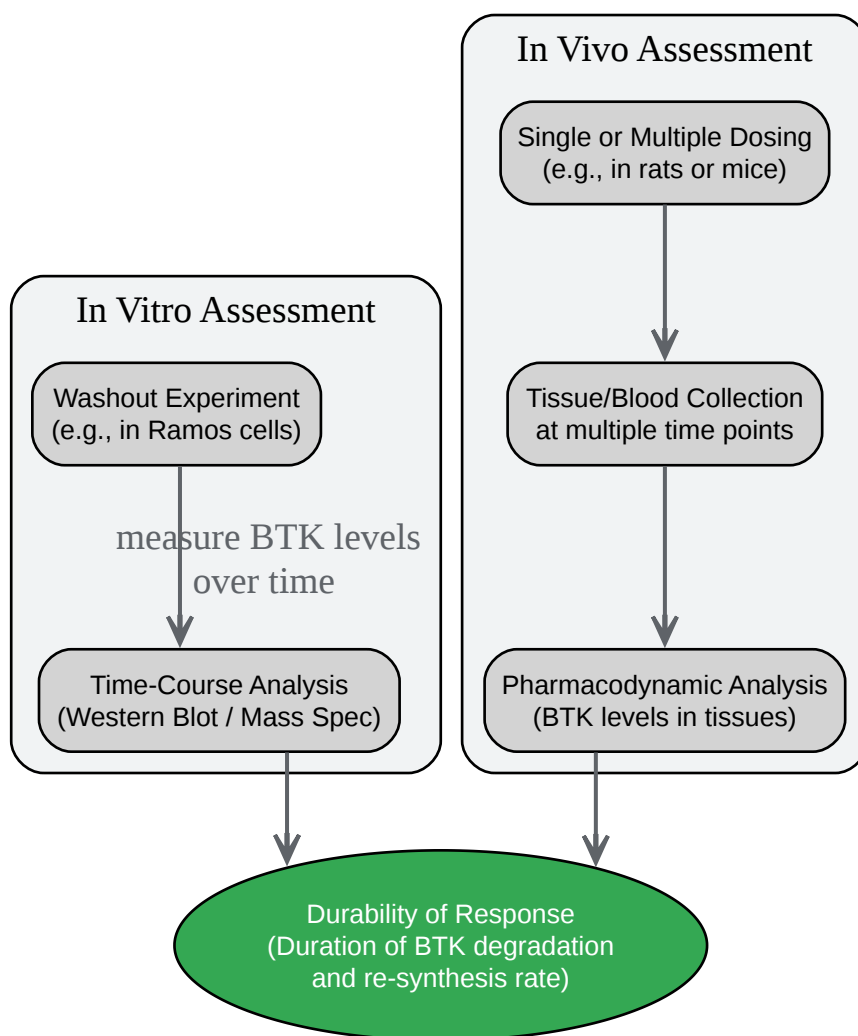 In Vitro Assessment
Washout Experiment
(e.g., in Ramos cells)
measure BTK levels
over time
Time-Course Analysis
(Western Blot / Mass Spec)
In Vivo Assessment
Single or Multiple Dosing
(e.g., in rats or mice)
Tissue/Blood Collection
at multiple time points
Pharmacodynamic Analysis
(BTK levels in tissues)
Durability of Response
(Duration of BTK degradation
and re-synthesis rate)